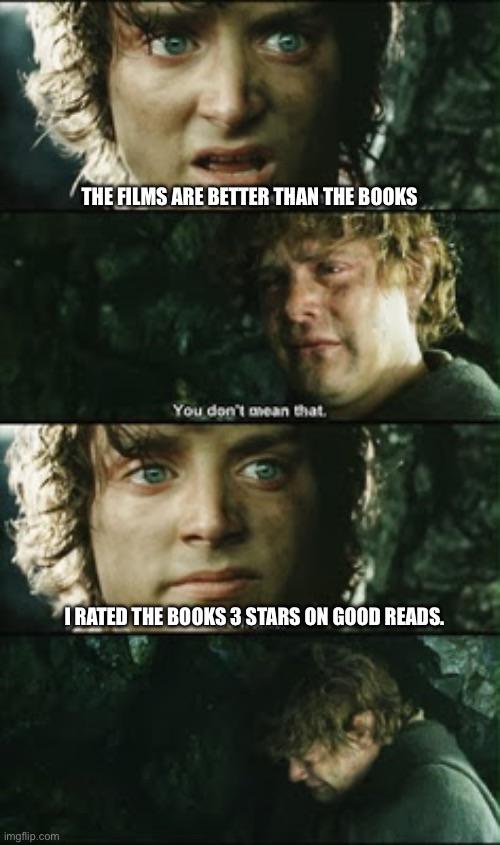 THE FILMS ARE BETTER THAN THE BOOKS
You don't mean that.
I RATED THE BOOKS 3 STARS ON GOOD READS.
imgflip.com